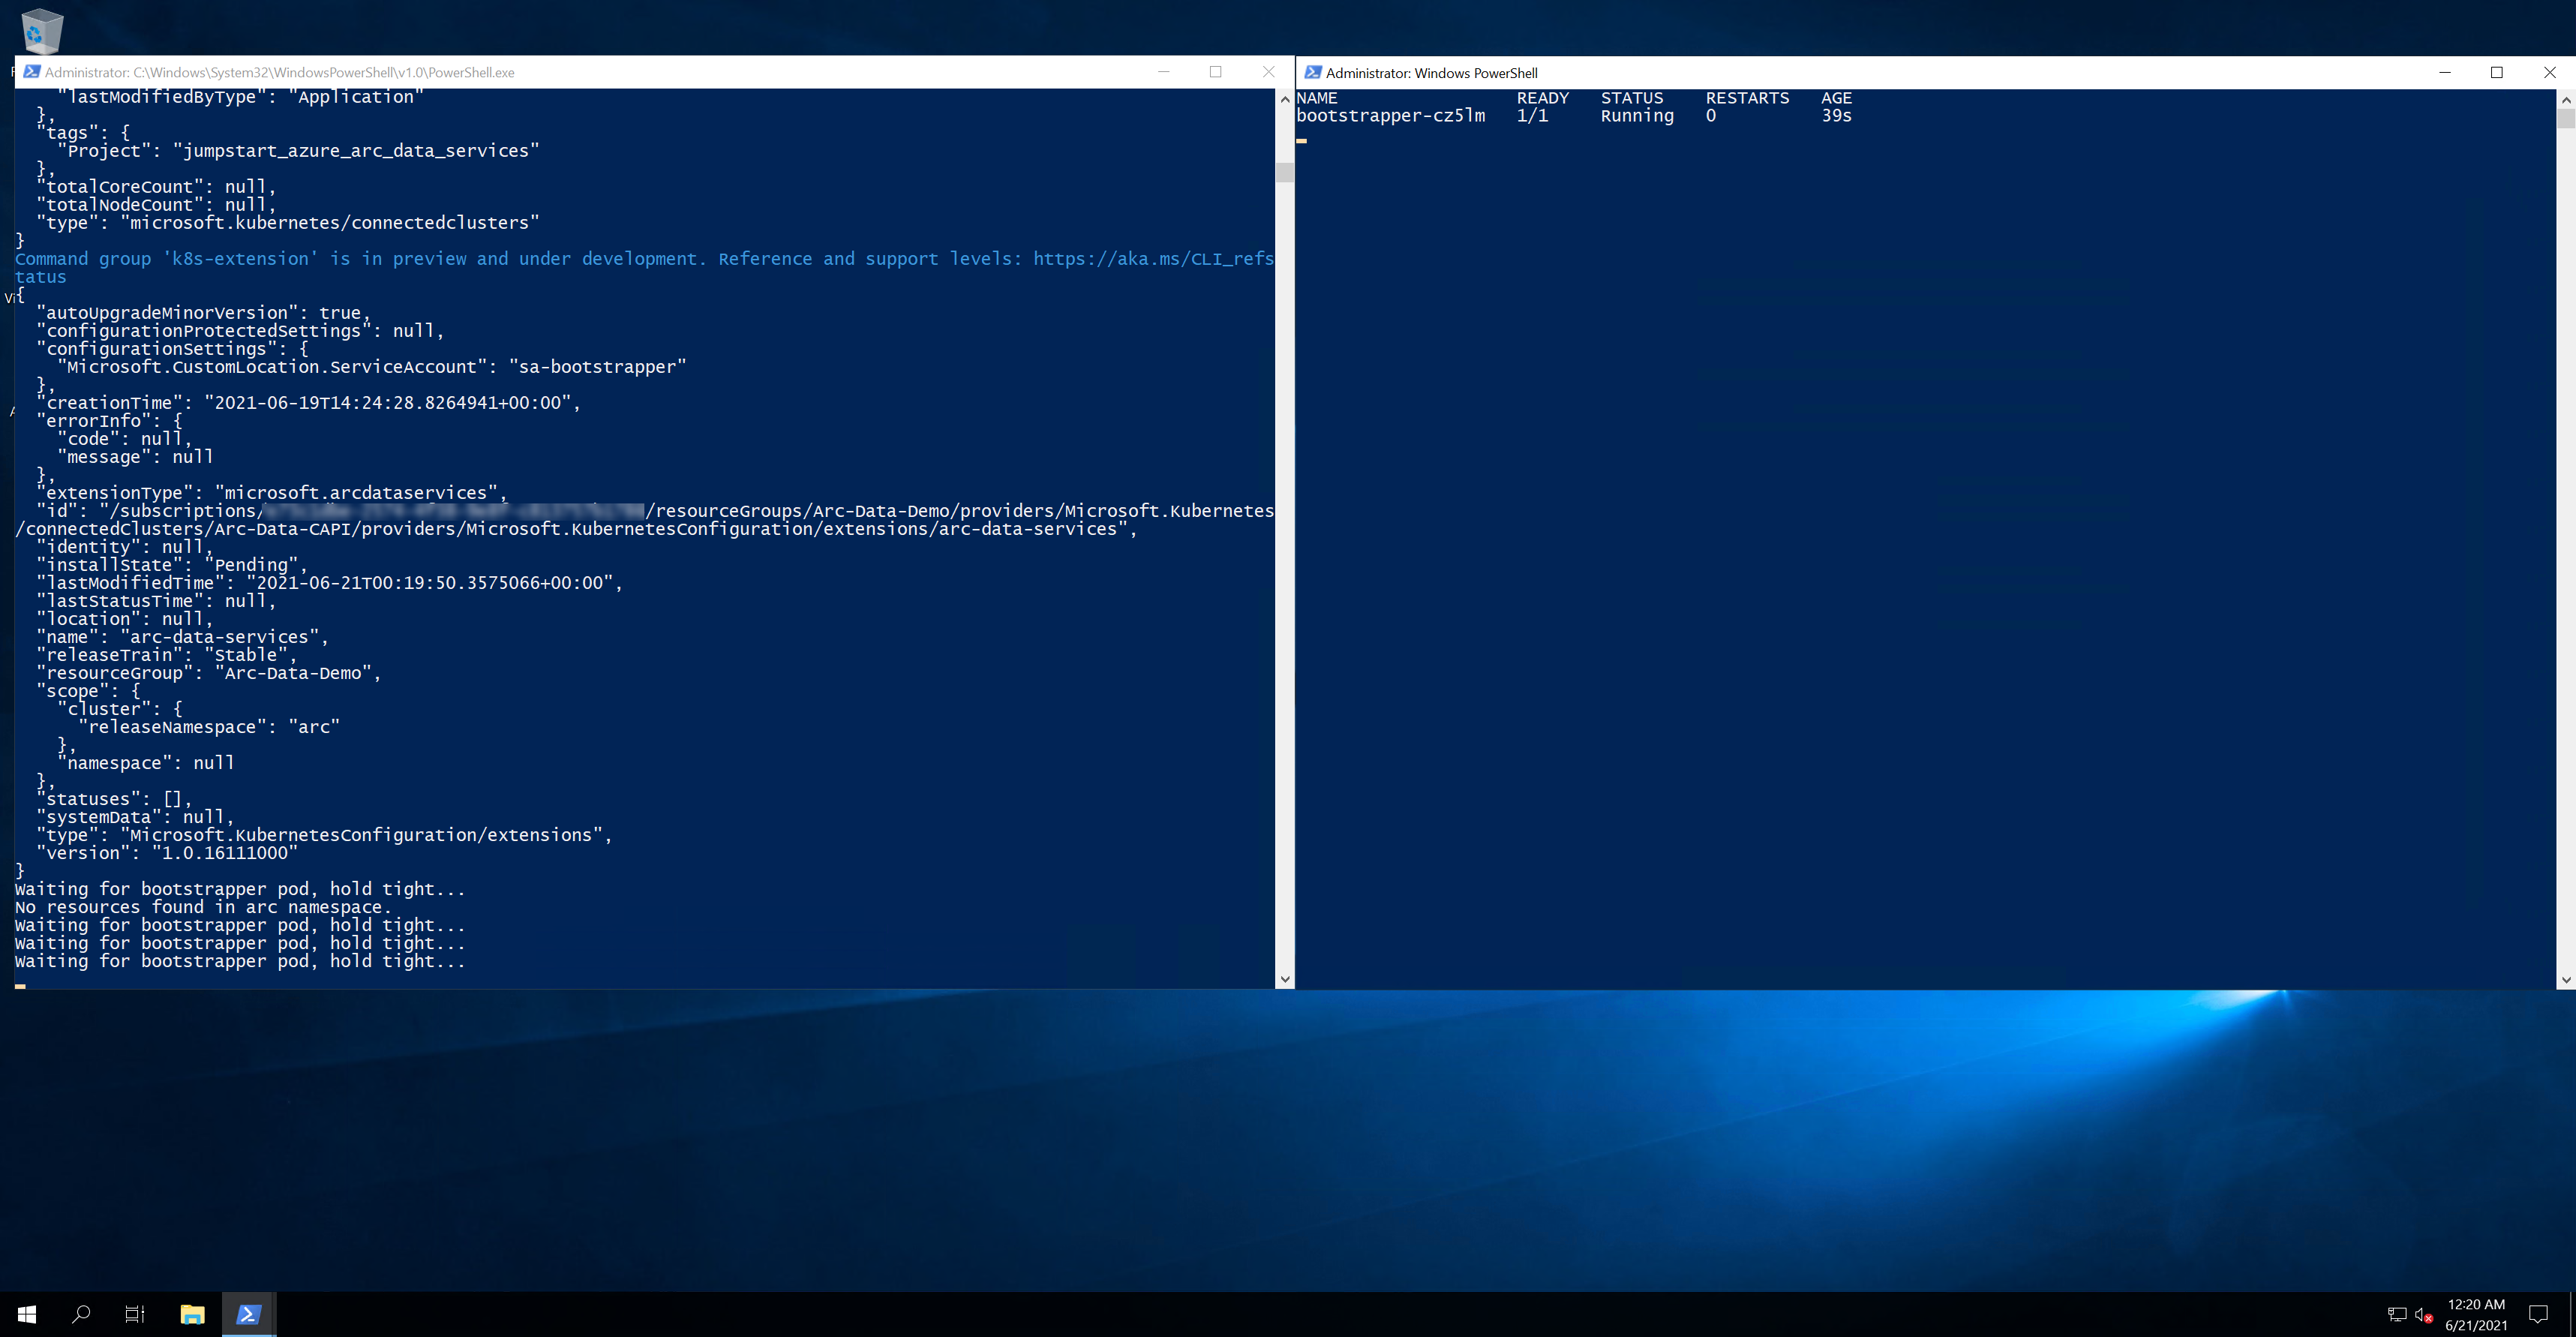 Administrator: C:\Windows\System32\WindowsPowerShell\v1.0\PowerShell.exe
    "lastModifiedByType": "Application"
  },
  "tags": {
    "Project": "jumpstart_azure_arc_data_services"
  },
  "totalCoreCount": null,
  "totalNodeCount": null,
  "type": "microsoft.kubernetes/connectedclusters"
}
Command group 'k8s-extension' is in preview and under development. Reference and support levels: https://aka.ms/CLI_refs
tatus
{
  "autoUpgradeMinorVersion": true,
  "configurationProtectedSettings": null,
  "configurationSettings": {
    "Microsoft.CustomLocation.ServiceAccount": "sa-bootstrapper"
  },
  "creationTime": "2021-06-19T14:24:28.8264941+00:00",
  "errorInfo": {
    "code": null,
    "message": null
  },
  "extensionType": "microsoft.arcdataservices",
  "id": "/subscriptions/ /resourceGroups/Arc-Data-Demo/providers/Microsoft.Kubernetes
/connectedClusters/Arc-Data-CAPI/providers/Microsoft.KubernetesConfiguration/extensions/arc-data-services",
  "identity": null,
  "installState": "Pending",
  "lastModifiedTime": "2021-06-21T00:19:50.3575066+00:00",
  "lastStatusTime": null,
  "location": null,
  "name": "arc-data-services",
  "releaseTrain": "Stable",
  "resourceGroup": "Arc-Data-Demo",
  "scope": {
    "cluster": {
      "releaseNamespace": "arc"
    },
    "namespace": null
  },
  "statuses": [],
  "systemData": null,
  "type": "Microsoft.KubernetesConfiguration/extensions",
  "version": "1.0.16111000"
}
Waiting for bootstrapper pod, hold tight...
No resources found in arc namespace.
Waiting for bootstrapper pod, hold tight...
Waiting for bootstrapper pod, hold tight...
Waiting for bootstrapper pod, hold tight...
Administrator: Windows PowerShell
NAME READY STATUS RESTARTS AGE
bootstrapper-cz5lm 1/1 Running 0 39s
Vi
12:20 AM
6/21/2021